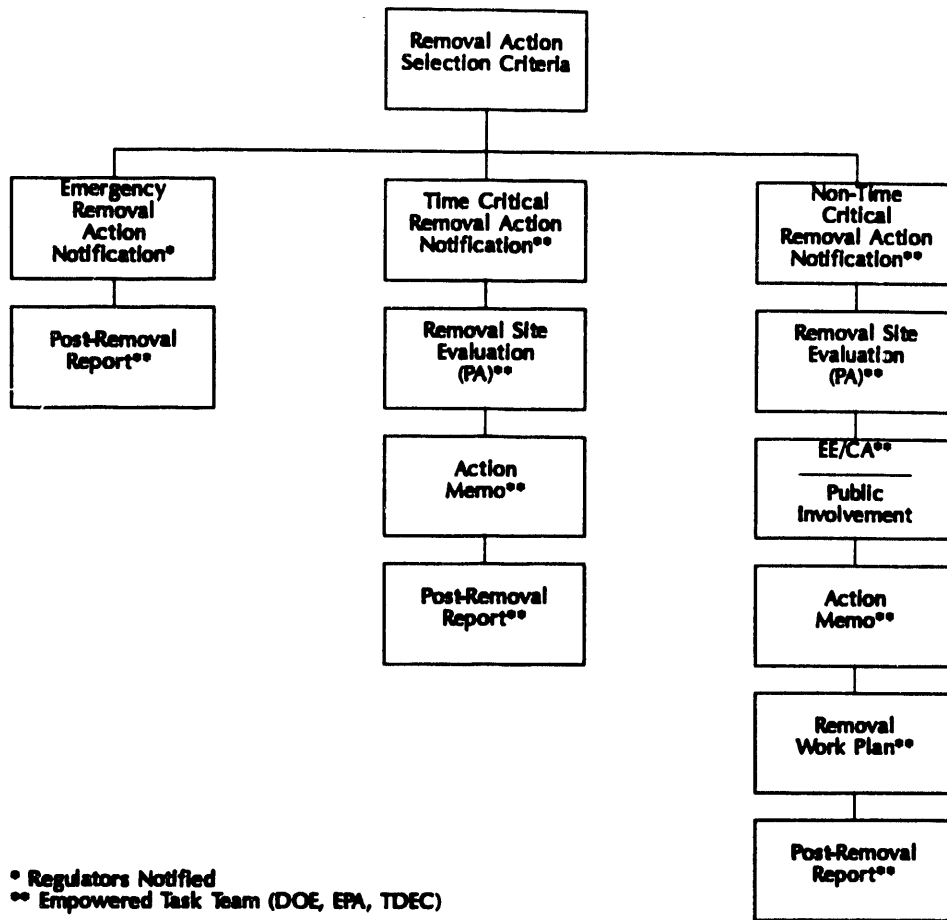 Removal Action
Selection Criteria
Emergency
Removal
Action
Notification*
Post-Removal
Report**
Time Critical
Removal Action
Notification**
Removal Site
Evaluation
(PA)**
Action
Memo**
Post-Removal
Report**
Non-Time
Critical
Removal Action
Notification**
Removal Site
Evaluation
(PA)**
EE/CA**
Public
Involvement
Action
Memo**
Removal
Work Plan**
Post-Removal
Report**
* Regulators Notified
** Empowered Task Team (DOE, EPA, TDEC)